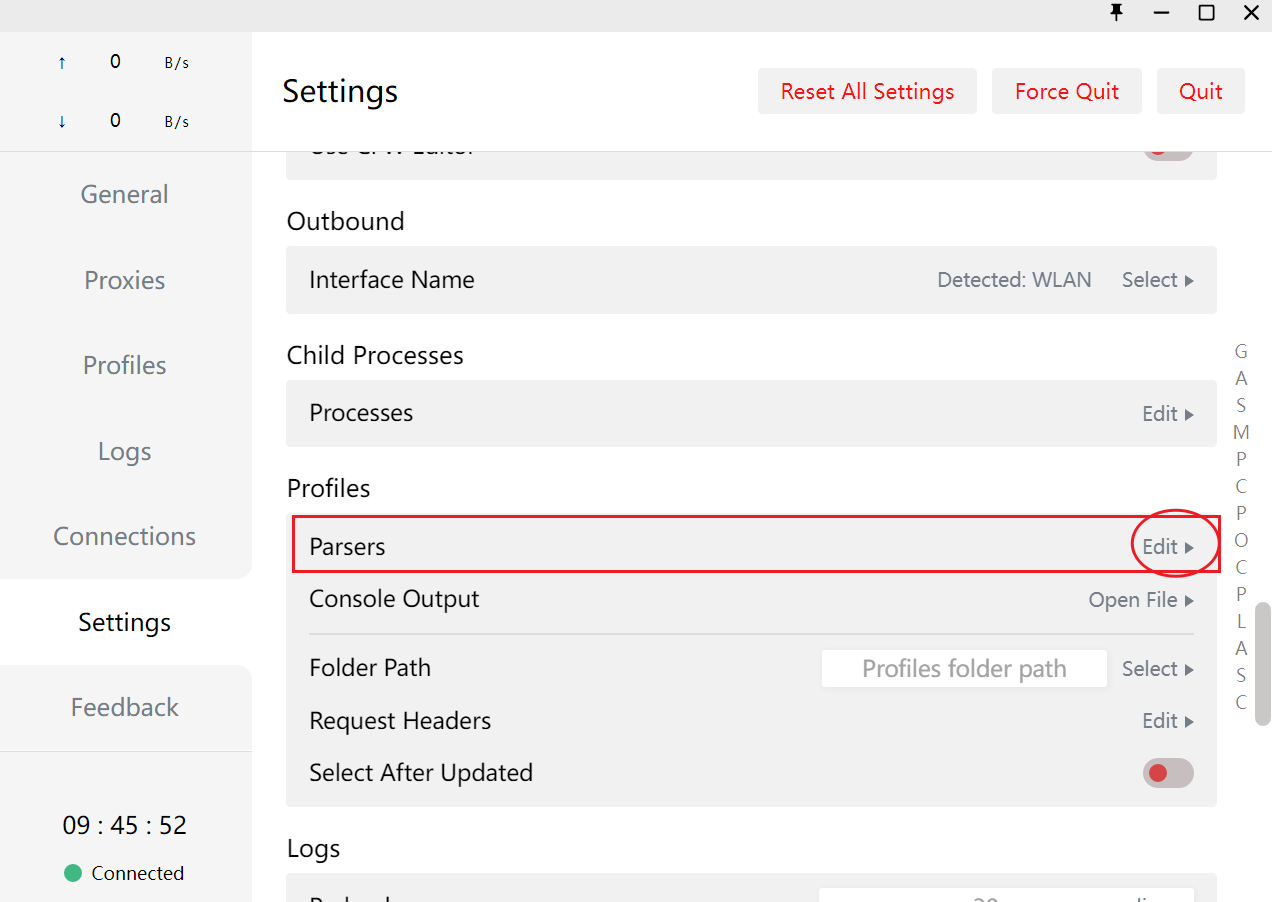 ↑ 0 B/s
↓ 0 B/s
Settings
Reset All Settings
Force Quit
Quit
General
Proxies
Profiles
Logs
Connections
Settings
Feedback
09 : 45 : 52
Connected
Outbound
Interface Name Detected: WLAN Select
Child Processes
Processes Edit
Profiles
Parsers Edit
Console Output Open File
Folder Path Profiles folder path Select
Request Headers Edit
Select After Updated
Logs
G
A
S
M
P
C
P
O
C
P
L
A
S
C